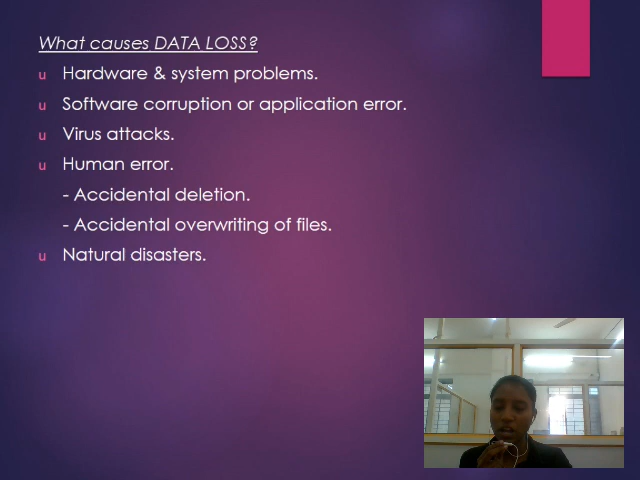 What causes DATA LOSS?
u Hardware & system problems.
u Software corruption or application error.
u Virus attacks.
u Human error.
- Accidental deletion.
- Accidental overwriting of files.
u Natural disasters.